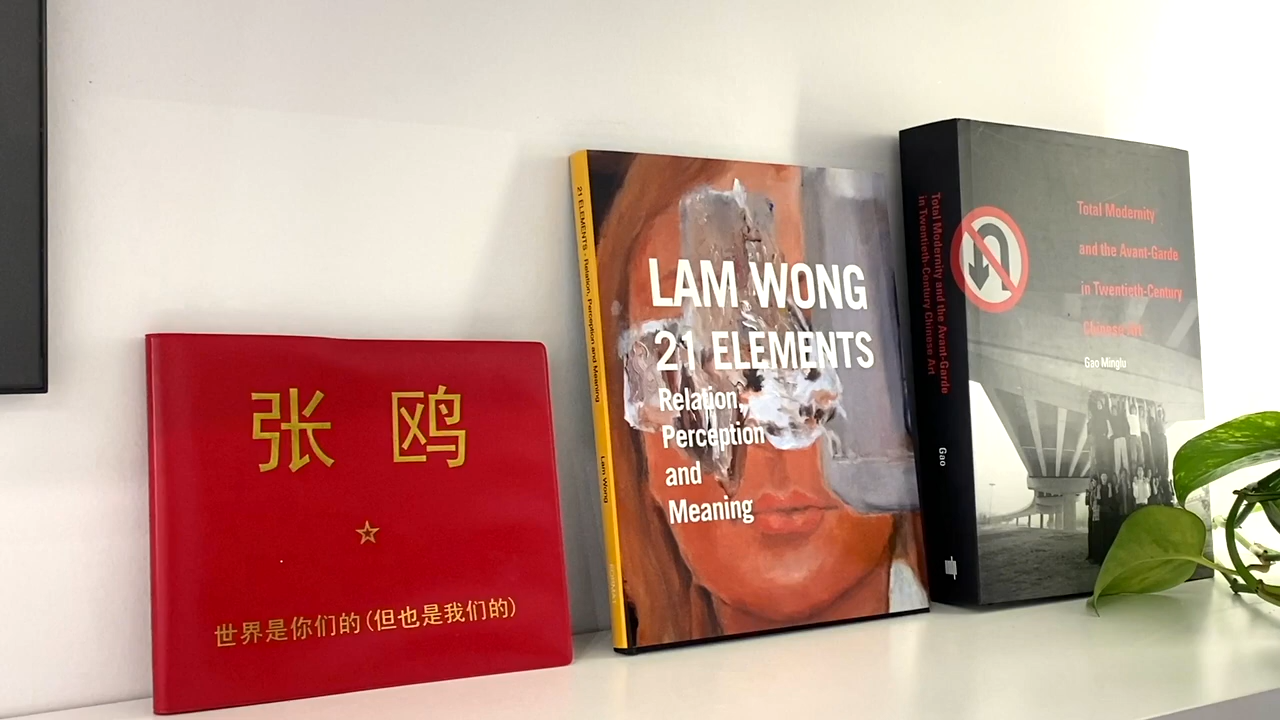 张 鸥
世界是你们的(但也是我们的)
21 ELEMENTS - Relation, Perception and Meaning
Lam Wong
LAM WONG
21 ELEMENTS
Relation,
Perception
and
Meaning
Total Modernity and the Avant-Garde
in Twentieth-Century Chinese Art
Gao
Total Modernity
and the Avant-Garde
in Twentieth-Century
Chinese Art
Gao Minglu